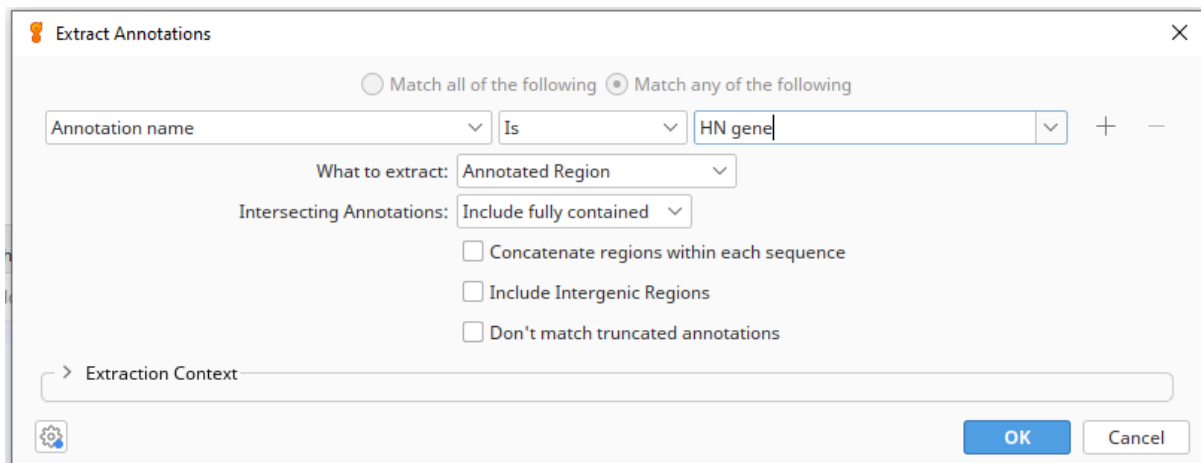 Extract Annotations
Match all of the following Match any of the following
Annotation name Is HN gene
What to extract: Annotated Region
Intersecting Annotations: Include fully contained
Concatenate regions within each sequence
Include Intergenic Regions
Don't match truncated annotations
Extraction Context
OK Cancel